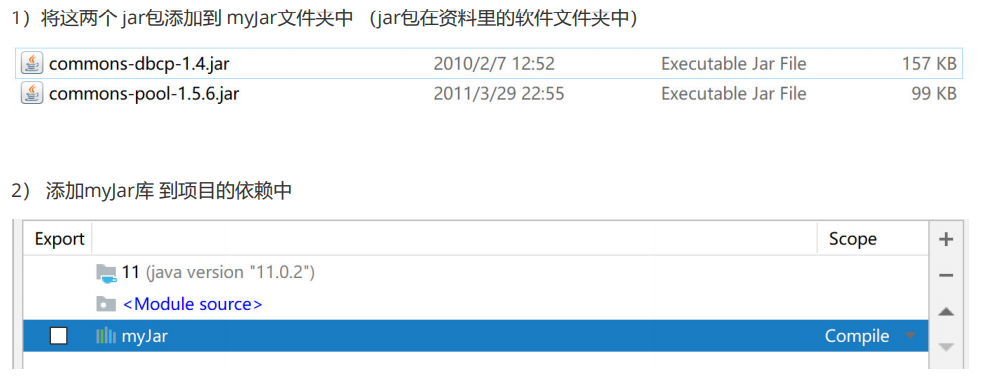 1）将这两个 jar包添加到 myJar文件夹中 （jar包在资料里的软件文件夹中）
commons-dbcp-1.4.jar 2010/2/7 12:52 Executable Jar File 157 KB
commons-pool-1.5.6.jar 2011/3/29 22:55 Executable Jar File 99 KB
2） 添加myJar库 到项目的依赖中
Export Scope
11 (java version "11.0.2")
<Module source>
myJar Compile